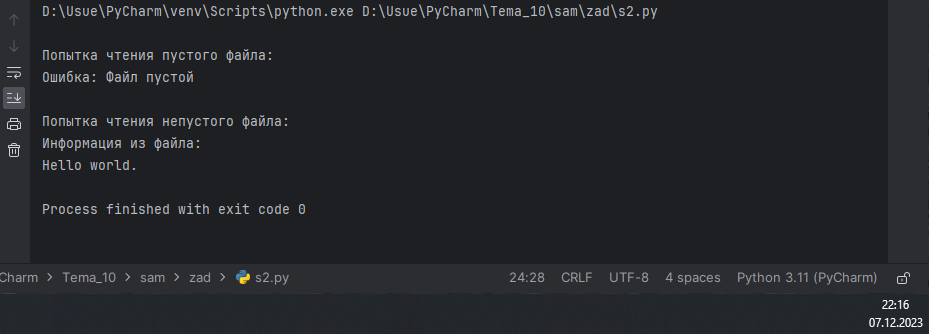 D:\Usue\PyCharm\venv\Scripts\python.exe D:\Usue\PyCharm\Tema_10\sam\zad\s2.py
Попытка чтения пустого файла:
Ошибка: Файл пустой
Попытка чтения непустого файла:
Информация из файла:
Hello world.
Process finished with exit code 0
Charm > Tema_10 > sam > zad > s2.py 24:28 CRLF UTF-8 4 spaces Python 3.11 (PyCharm)
22:16
07.12.2023